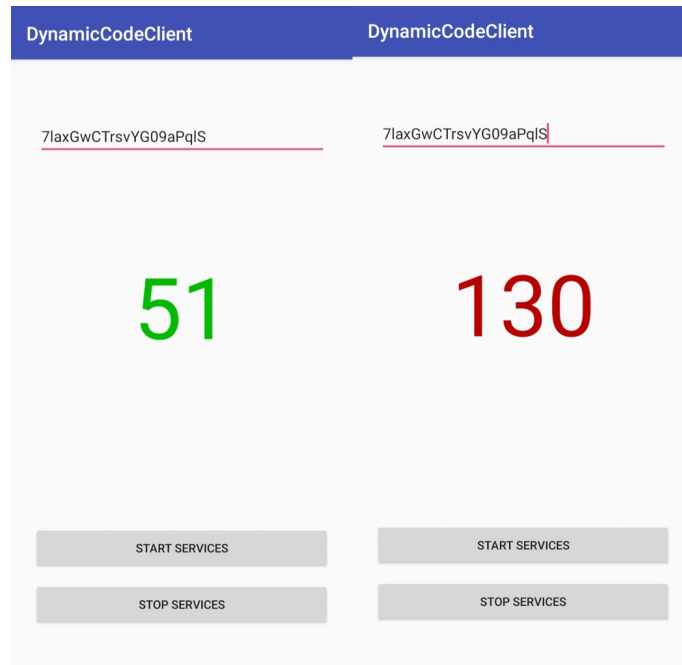 DynamicCodeClient
7laxGwCTrsvYG09aPqlS
51
START SERVICES
STOP SERVICES
DynamicCodeClient
7laxGwCTrsvYG09aPqlS
130
START SERVICES
STOP SERVICES